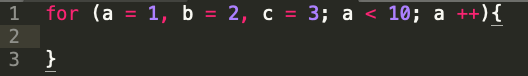 1 for (a = 1, b = 2, c = 3; a < 10; a ++){
2
3 }